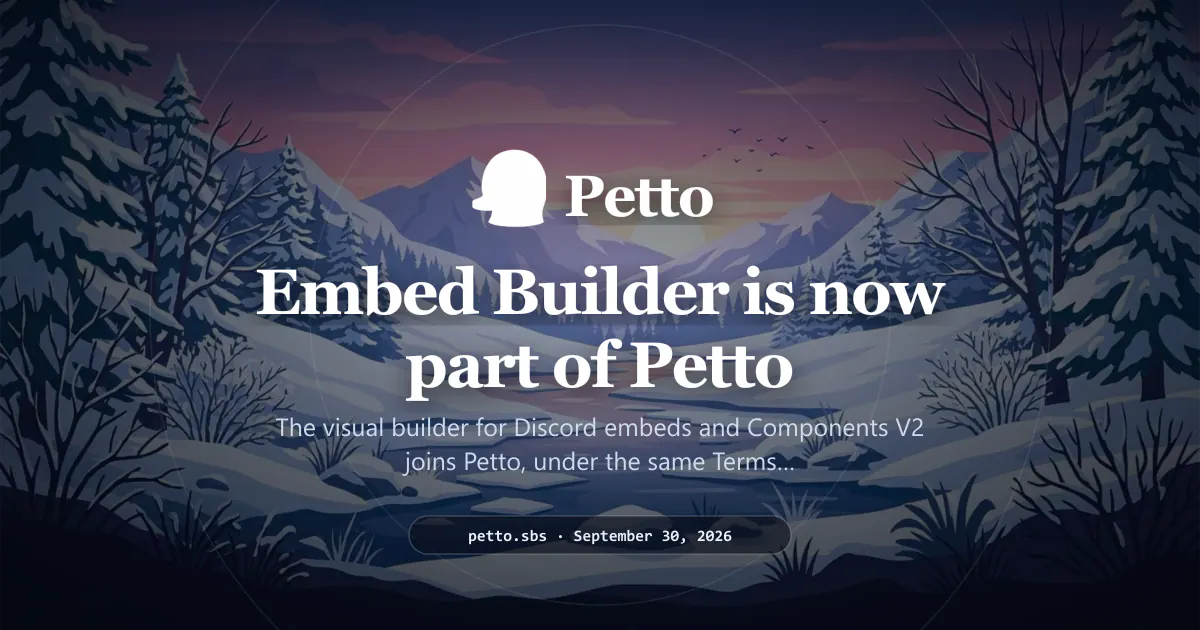 Petto
Embed Builder is now
part of Petto
The visual builder for Discord embeds and Components V2
joins Petto, under the same Terms...
petto.sbs · September 30, 2026